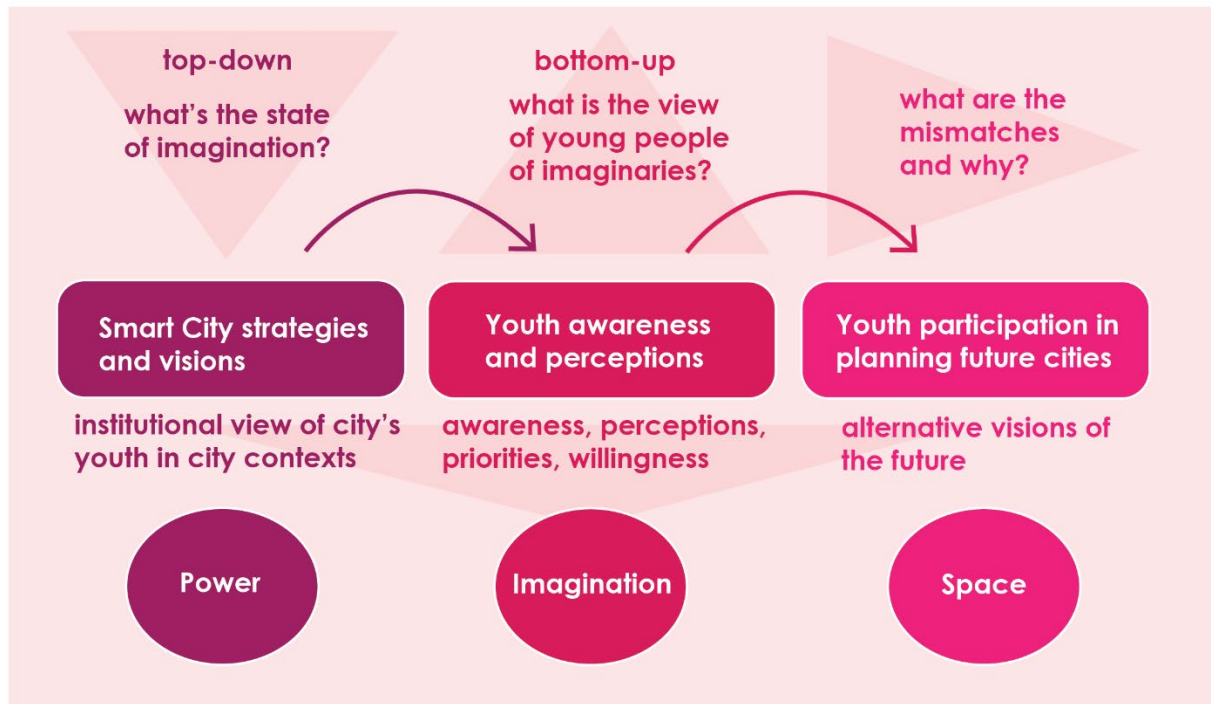 top-down
what's the state
of imagination?
bottom-up
what is the view
of young people
of imaginaries?
what are the
mismatches
and why?
Smart City strategies
and visions
Youth awareness
and perceptions
Youth participation in
planning future cities
institutional view of city's
youth in city contexts
awareness, perceptions,
priorities, willingness
alternative visions of
the future
Power
Imagination
Space